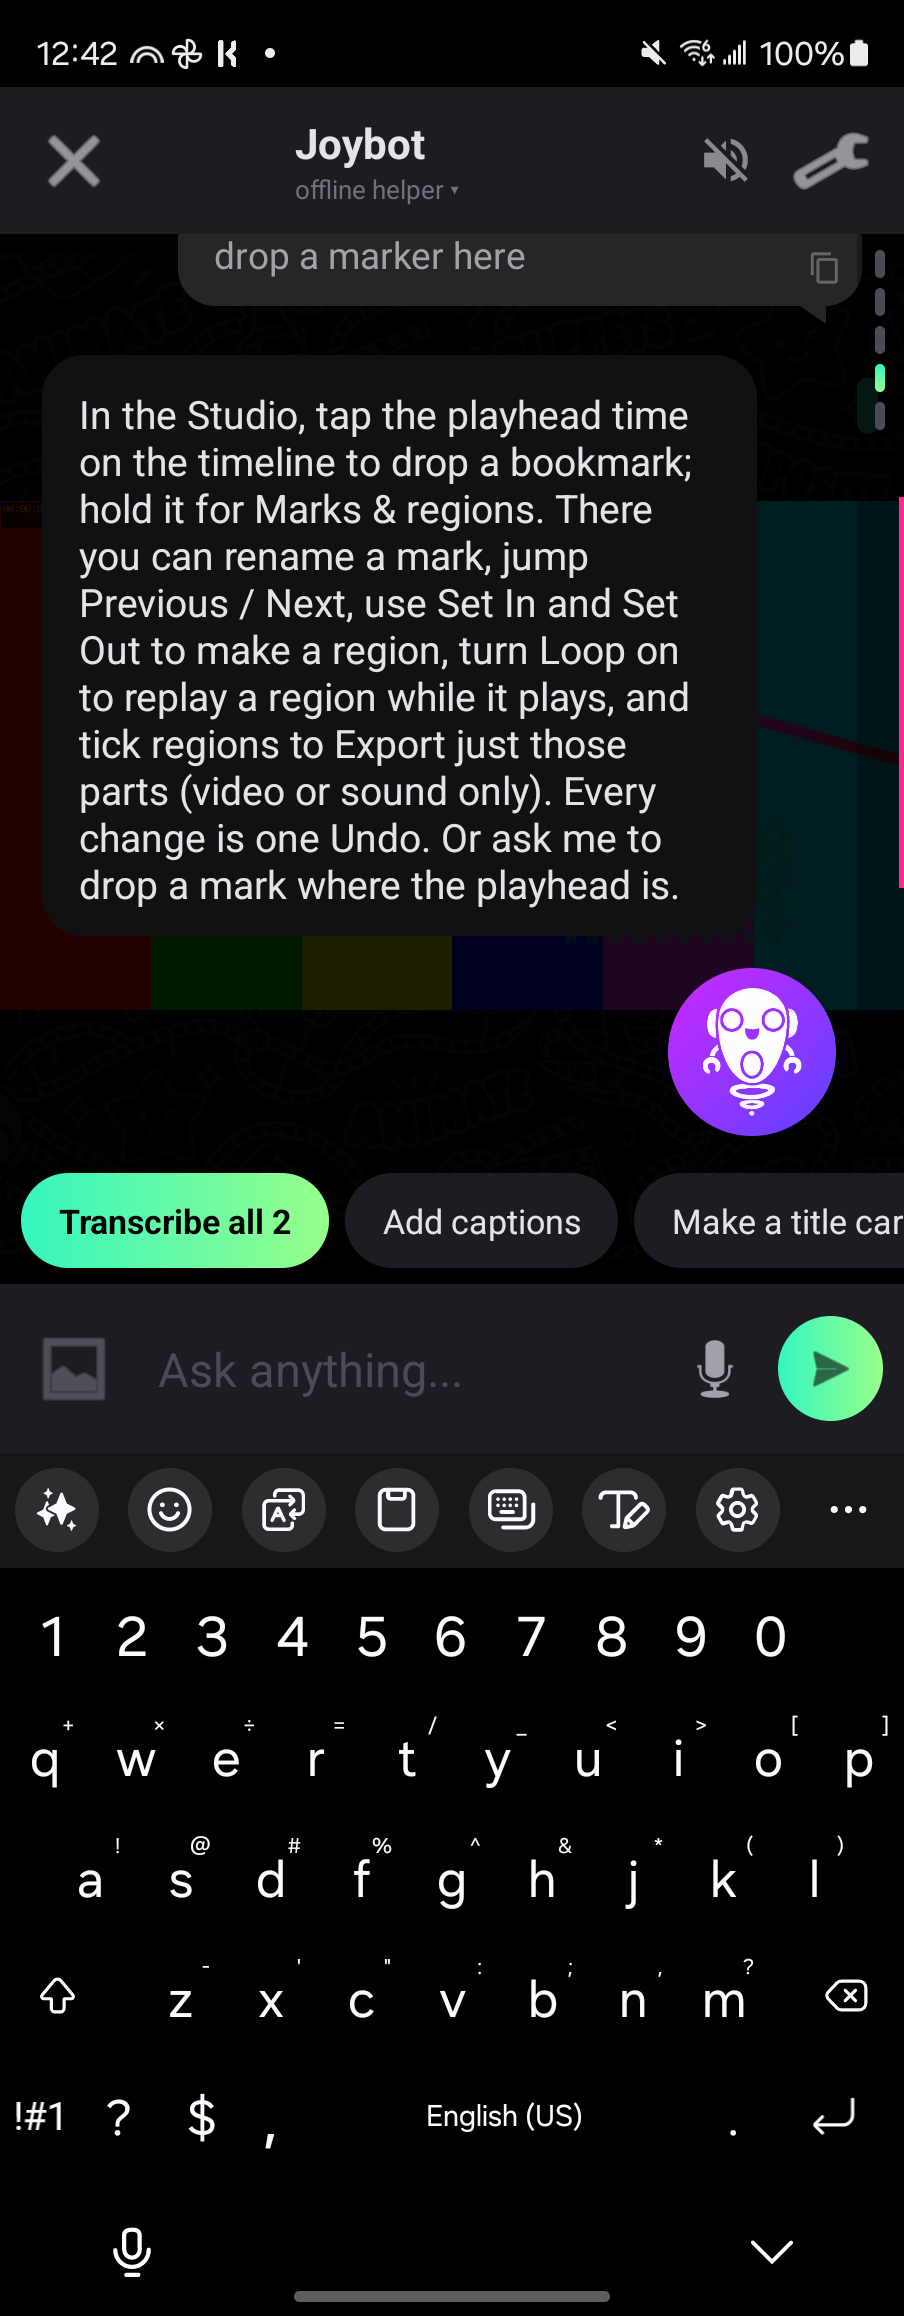 12:42
100%
Joybot
offline helper
drop a marker here
In the Studio, tap the playhead time
on the timeline to drop a bookmark;
hold it for Marks & regions. There
you can rename a mark, jump
Previous / Next, use Set In and Set
Out to make a region, turn Loop on
to replay a region while it plays, and
tick regions to Export just those
parts (video or sound only). Every
change is one Undo. Or ask me to
drop a mark where the playhead is.
ANIMATE
Transcribe all 2
Add captions
Make a title car
Ask anything...
1 2 3 4 5 6 7 8 9 0
+ × ÷ = / _ < > [ ]
q w e r t y u i o p
! @ # % ^ & * ( )
a s d f g h j k l
- ' " : ; , ?
z x c v b n m
!#1 ? $ , English (US) .